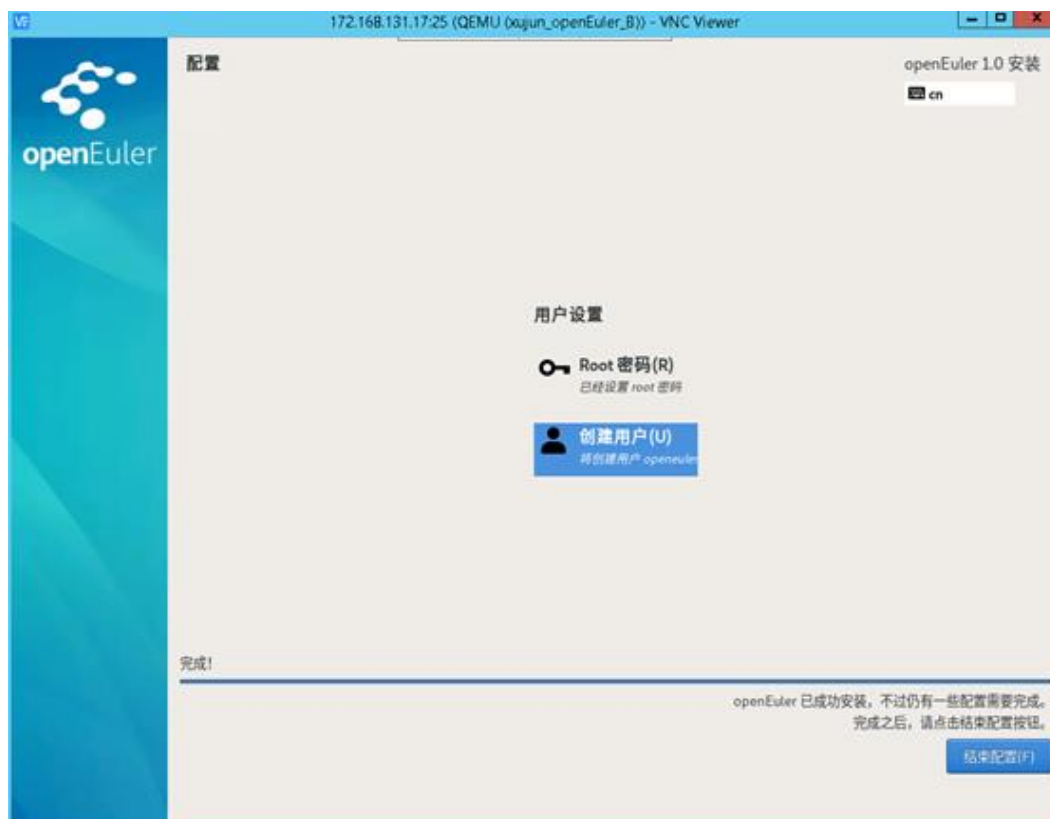 172.168.131.17:25 (QEMU (xujun_openEuler_B)) - VNC Viewer
openEuler
配置
openEuler 1.0 安装
cn
用户设置
Root 密码(R)
已经设置 root 密码
创建用户(U)
将创建用户 openeuler
完成!
openEuler 已成功安装，不过仍有一些配置需要完成。
完成之后，请点击结束配置按钮。
结束配置(F)